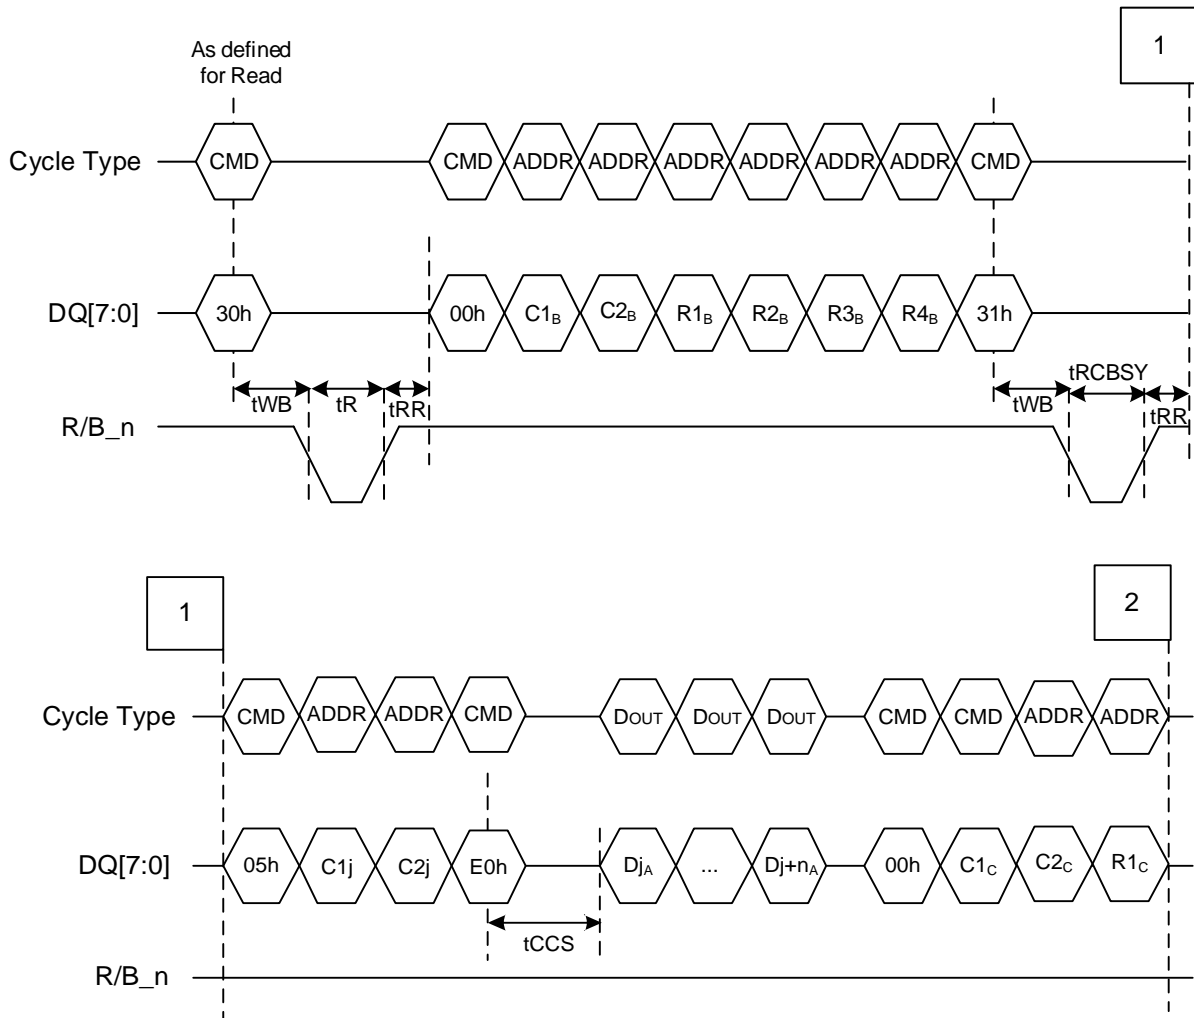 As defined
for Read
1
Cycle Type CMD CMD ADDR ADDR ADDR ADDR ADDR ADDR CMD
DQ[7:0] 30h 00h C1B C2B R1B R2B R3B R4B 31h
tWB tR tRR tWB tRCBSY tRR
R/B_n
1 2
Cycle Type CMD ADDR ADDR CMD DOUT DOUT DOUT CMD CMD ADDR ADDR
DQ[7:0] 05h C1j C2j E0h DjA ... Dj+nA 00h C1C C2C R1C
tCCS
R/B_n